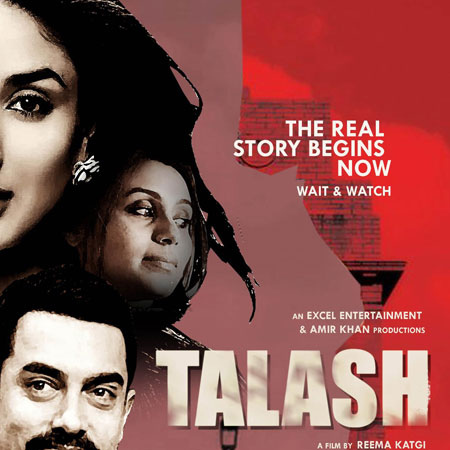 THE REAL
STORY BEGINS
NOW
WAIT & WATCH
AN EXCEL ENTERTAINMENT
& AMIR KHAN PRODUCTIONS
TALASH
A FILM BY REEMA KATGI